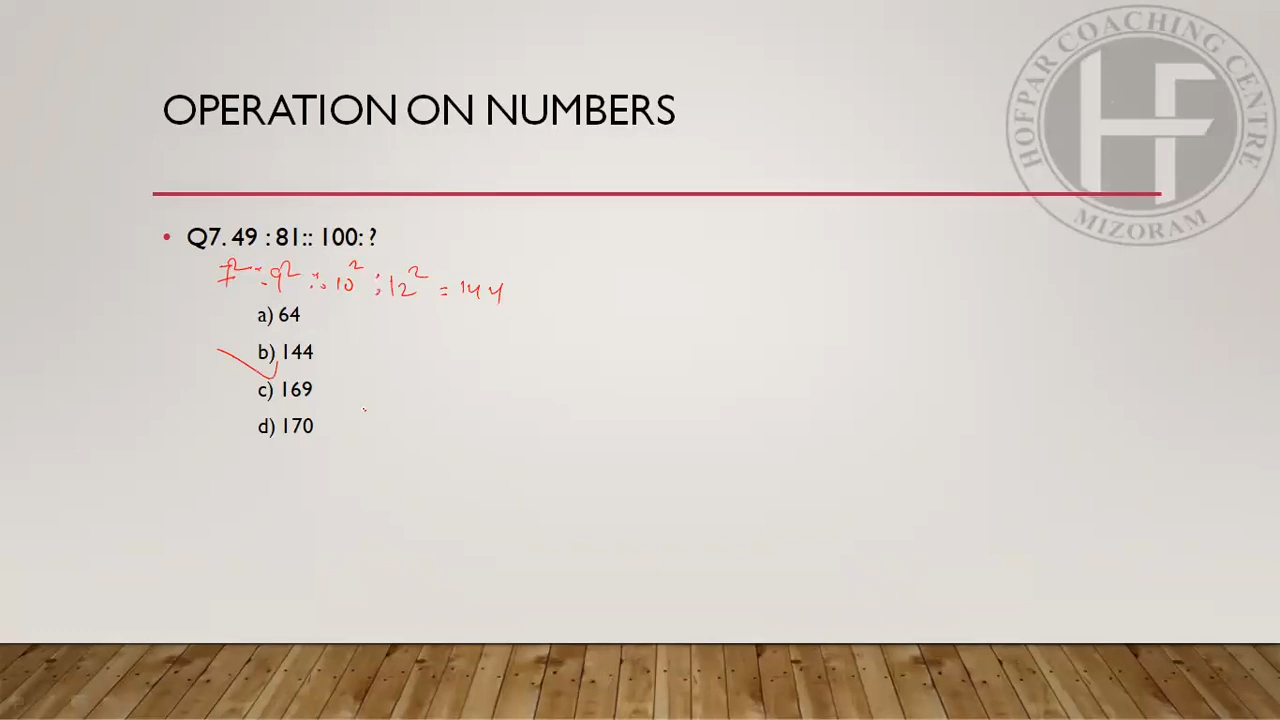 OPERATION ON NUMBERS
• Q7. 49 : 81:: 100: ?
7² : 9² :: 10² : 12² = 144
a) 64
b) 144
c) 169
d) 170
HOFPAR COACHING CENTRE
HF
MIZORAM